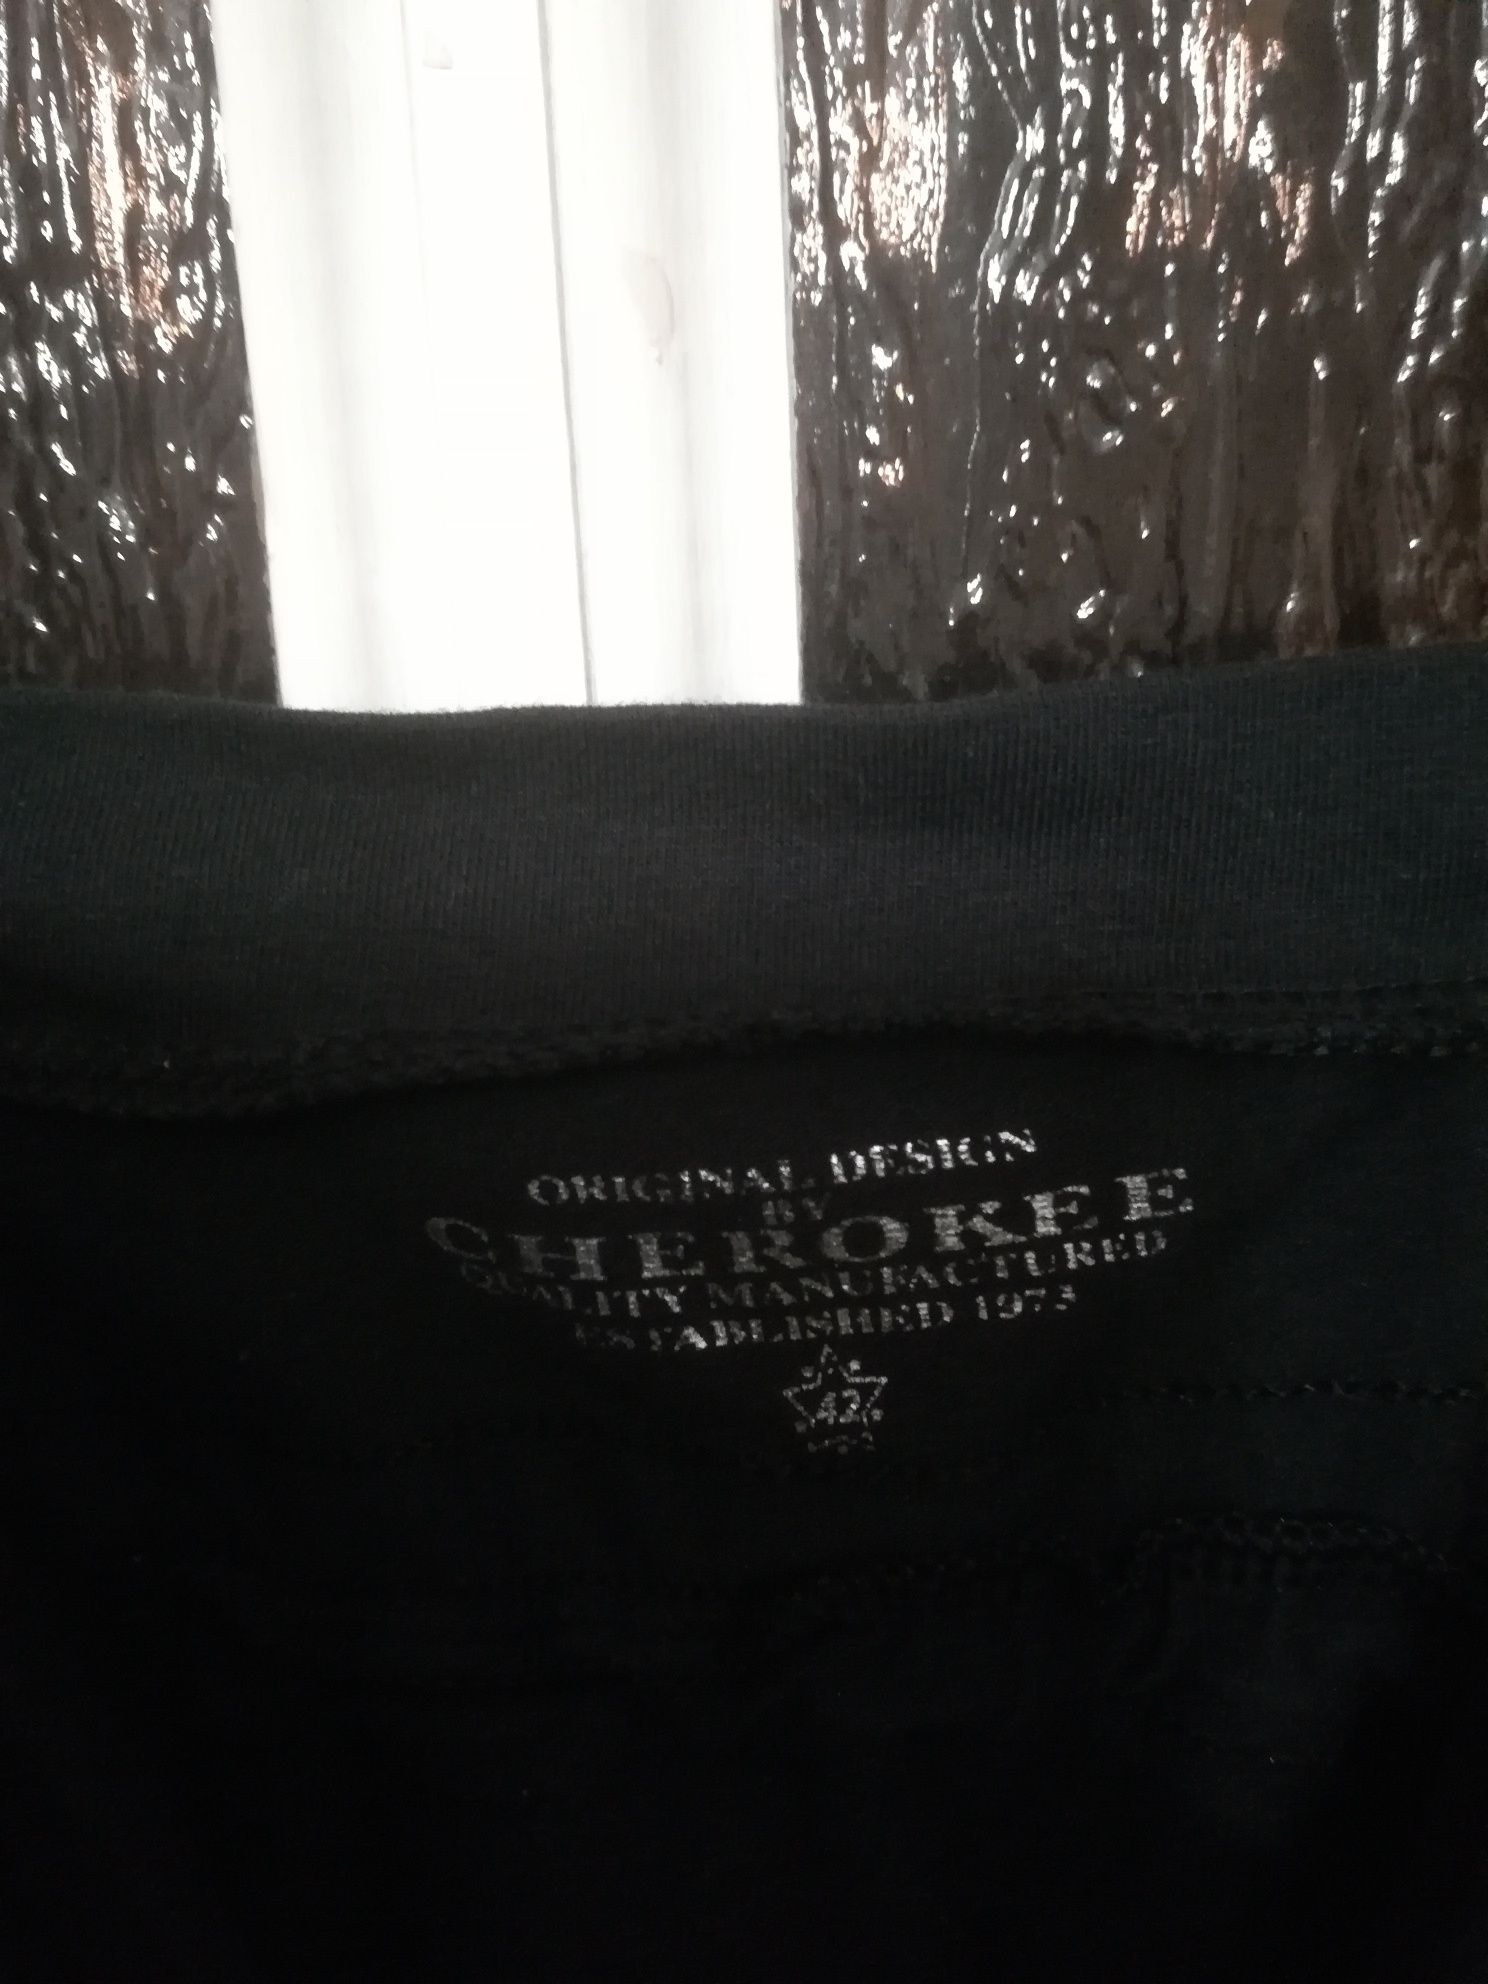 ORIGINAL DESIGN
BY
CHEROKEE
QUALITY MANUFACTURED
ESTABLISHED 1973
42